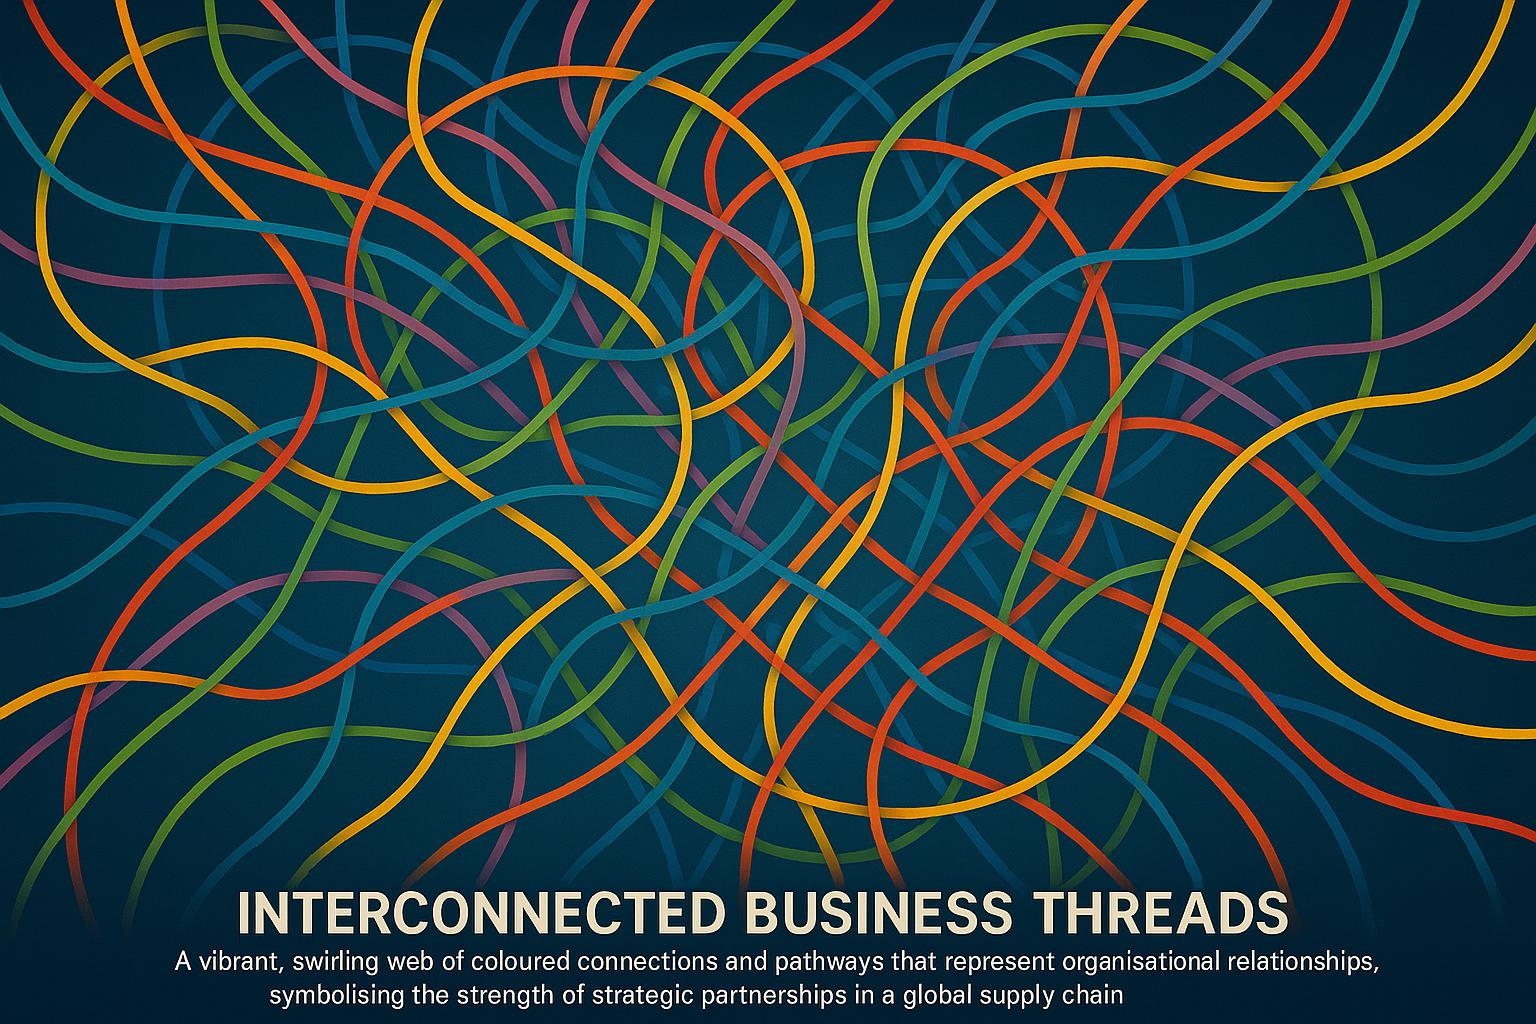 INTERCONNECTED BUSINESS THREADS
A vibrant, swirling web of coloured connections and pathways that represent organisational relationships,
symbolising the strength of strategic partnerships in a global supply chain